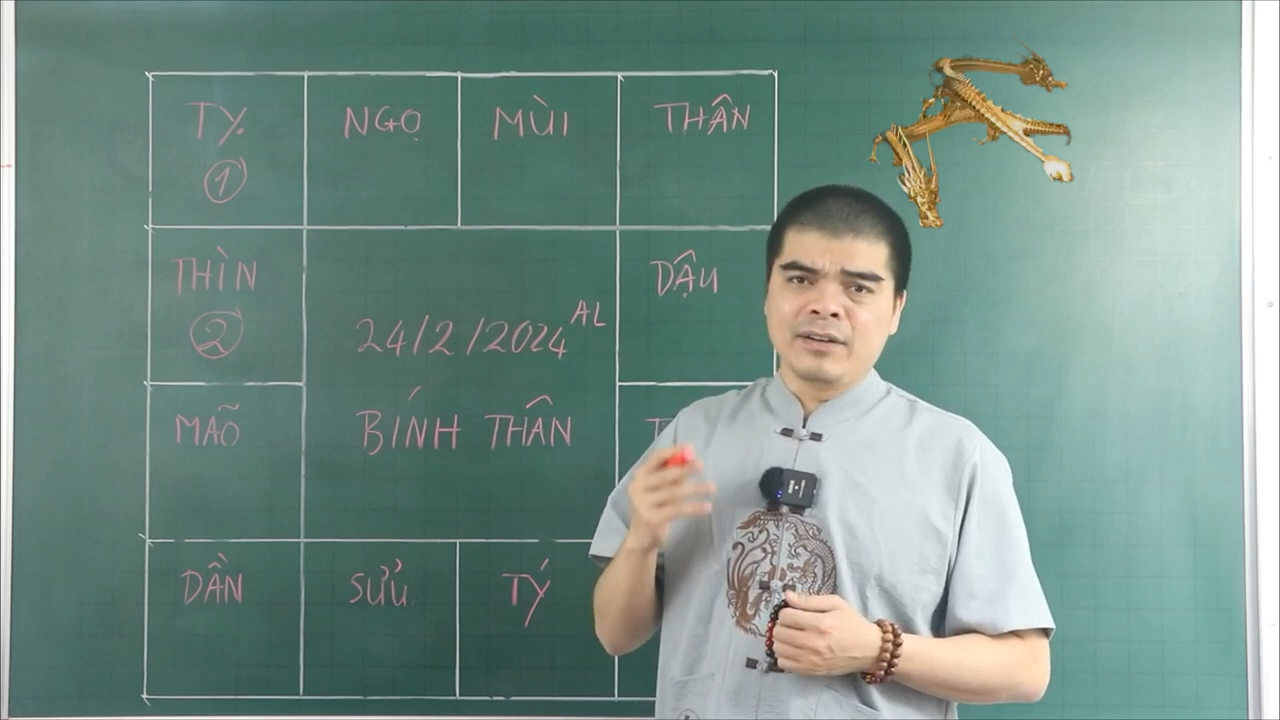 TỴ
①
NGỌ
MÙI
THÂN
THÌN
②
DẬU
24/2/2024 AL
BÍNH THÂN
MÃO
DẦN
SỬU
TÝ